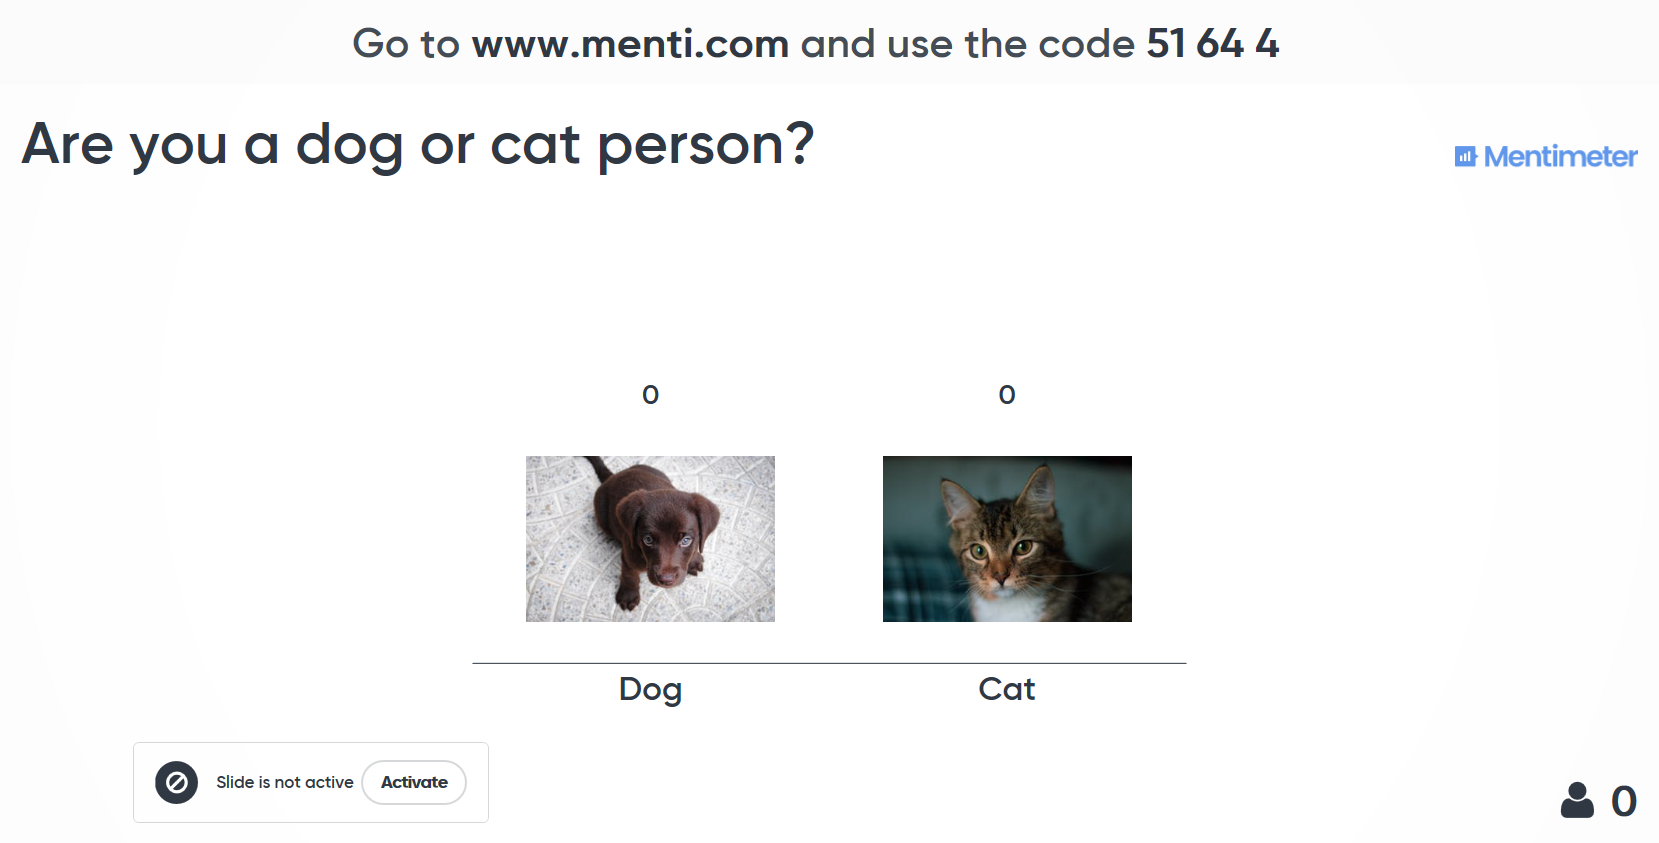 Go to www.menti.com and use the code 51 64 4
Are you a dog or cat person?
Mentimeter
0 0
Dog Cat
Slide is not active Activate
0